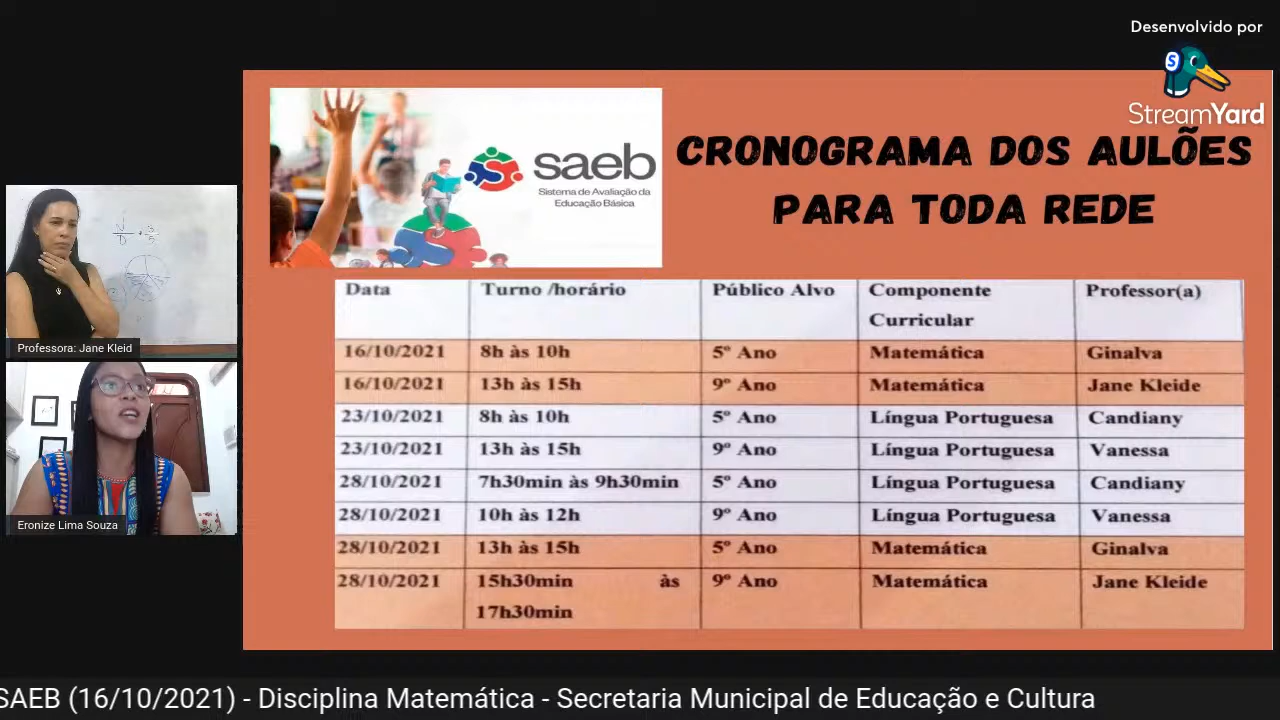 Desenvolvido por
StreamYard
saeb
Sistema de Avaliação da
Educação Básica
CRONOGRAMA DOS AULÕES
PARA TODA REDE
Data Turno /horário Público Alvo Componente Curricular Professor(a)
16/10/2021 8h às 10h 5º Ano Matemática Ginalva
16/10/2021 13h às 15h 9º Ano Matemática Jane Kleide
23/10/2021 8h às 10h 5º Ano Língua Portuguesa Candiany
23/10/2021 13h às 15h 9º Ano Língua Portuguesa Vanessa
28/10/2021 7h30min às 9h30min 5º Ano Língua Portuguesa Candiany
28/10/2021 10h às 12h 9º Ano Língua Portuguesa Vanessa
28/10/2021 13h às 15h 5º Ano Matemática Ginalva
28/10/2021 15h30min às 17h30min 9º Ano Matemática Jane Kleide
Professora: Jane Kleid
Eronize Lima Souza
SAEB (16/10/2021) - Disciplina Matemática - Secretaria Municipal de Educação e Cultura